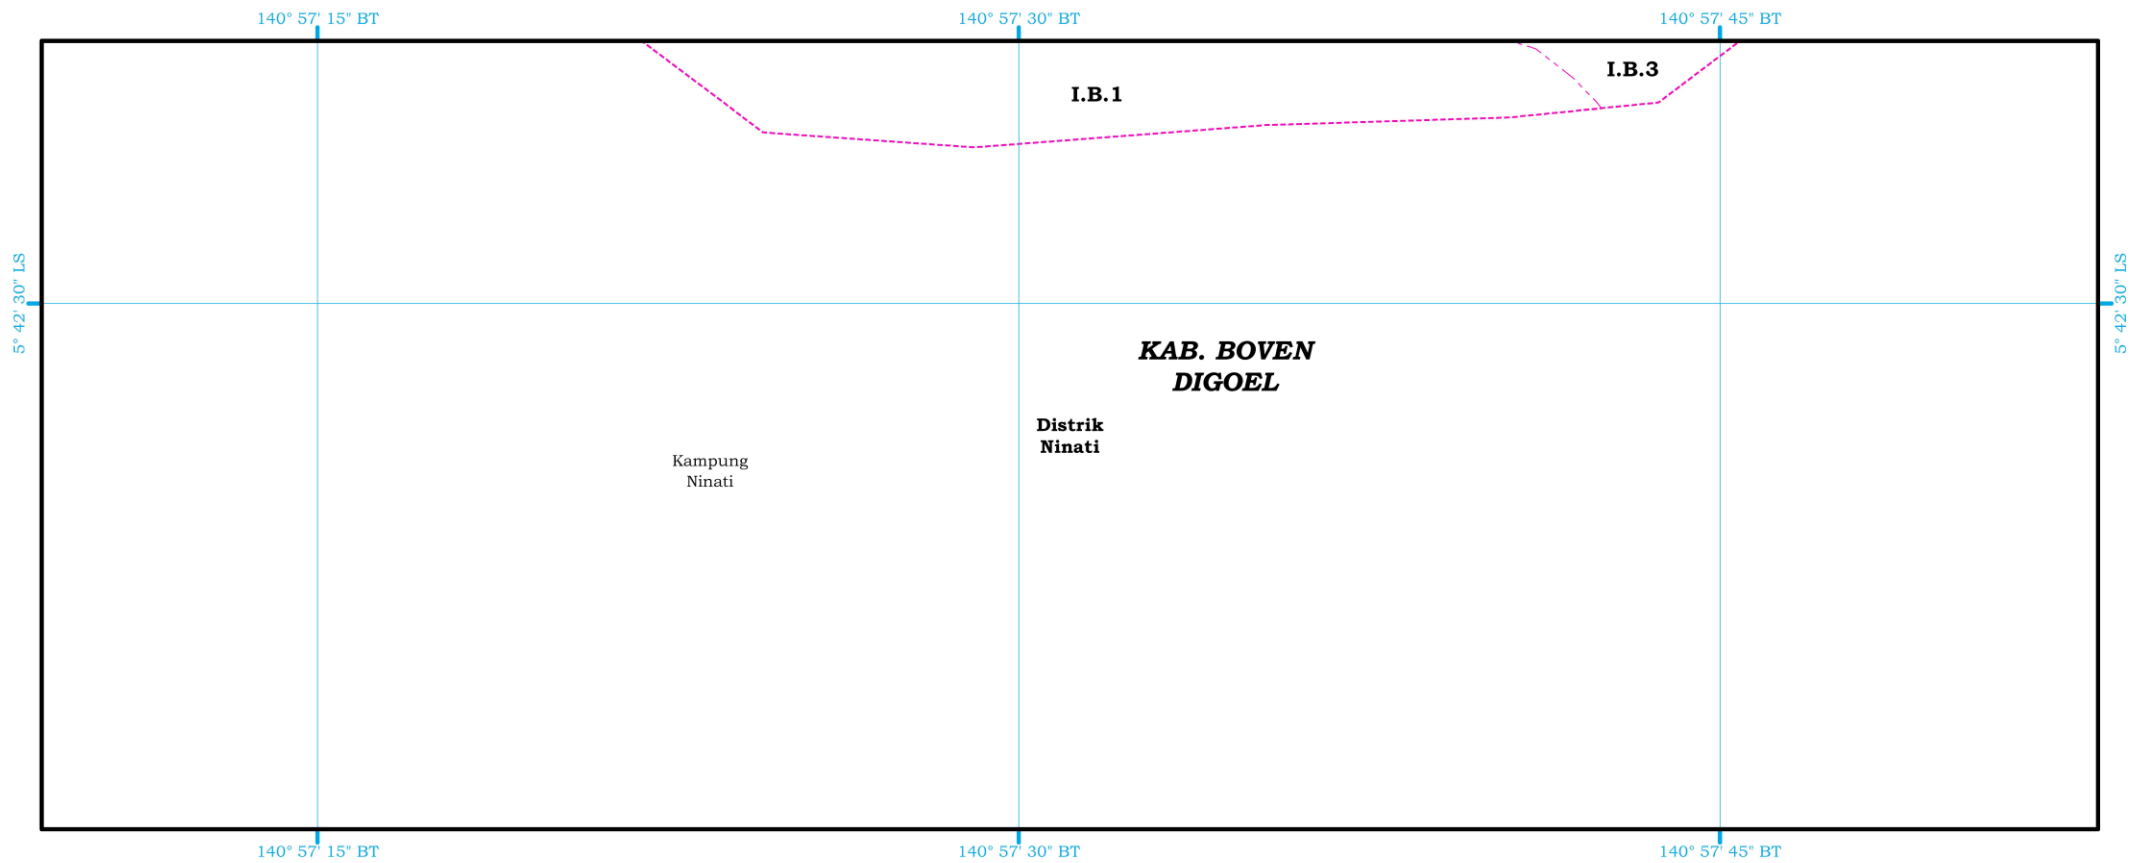 140° 57' 15" BT
140° 57' 30" BT
140° 57' 45" BT
I.B.3
I.B.1
5° 42' 30" LS
5° 42' 30" LS
KAB. BOVEN
DIGOEL
Distrik
Ninati
Kampung
Ninati
140° 57' 15" BT
140° 57' 30" BT
140° 57' 45" BT